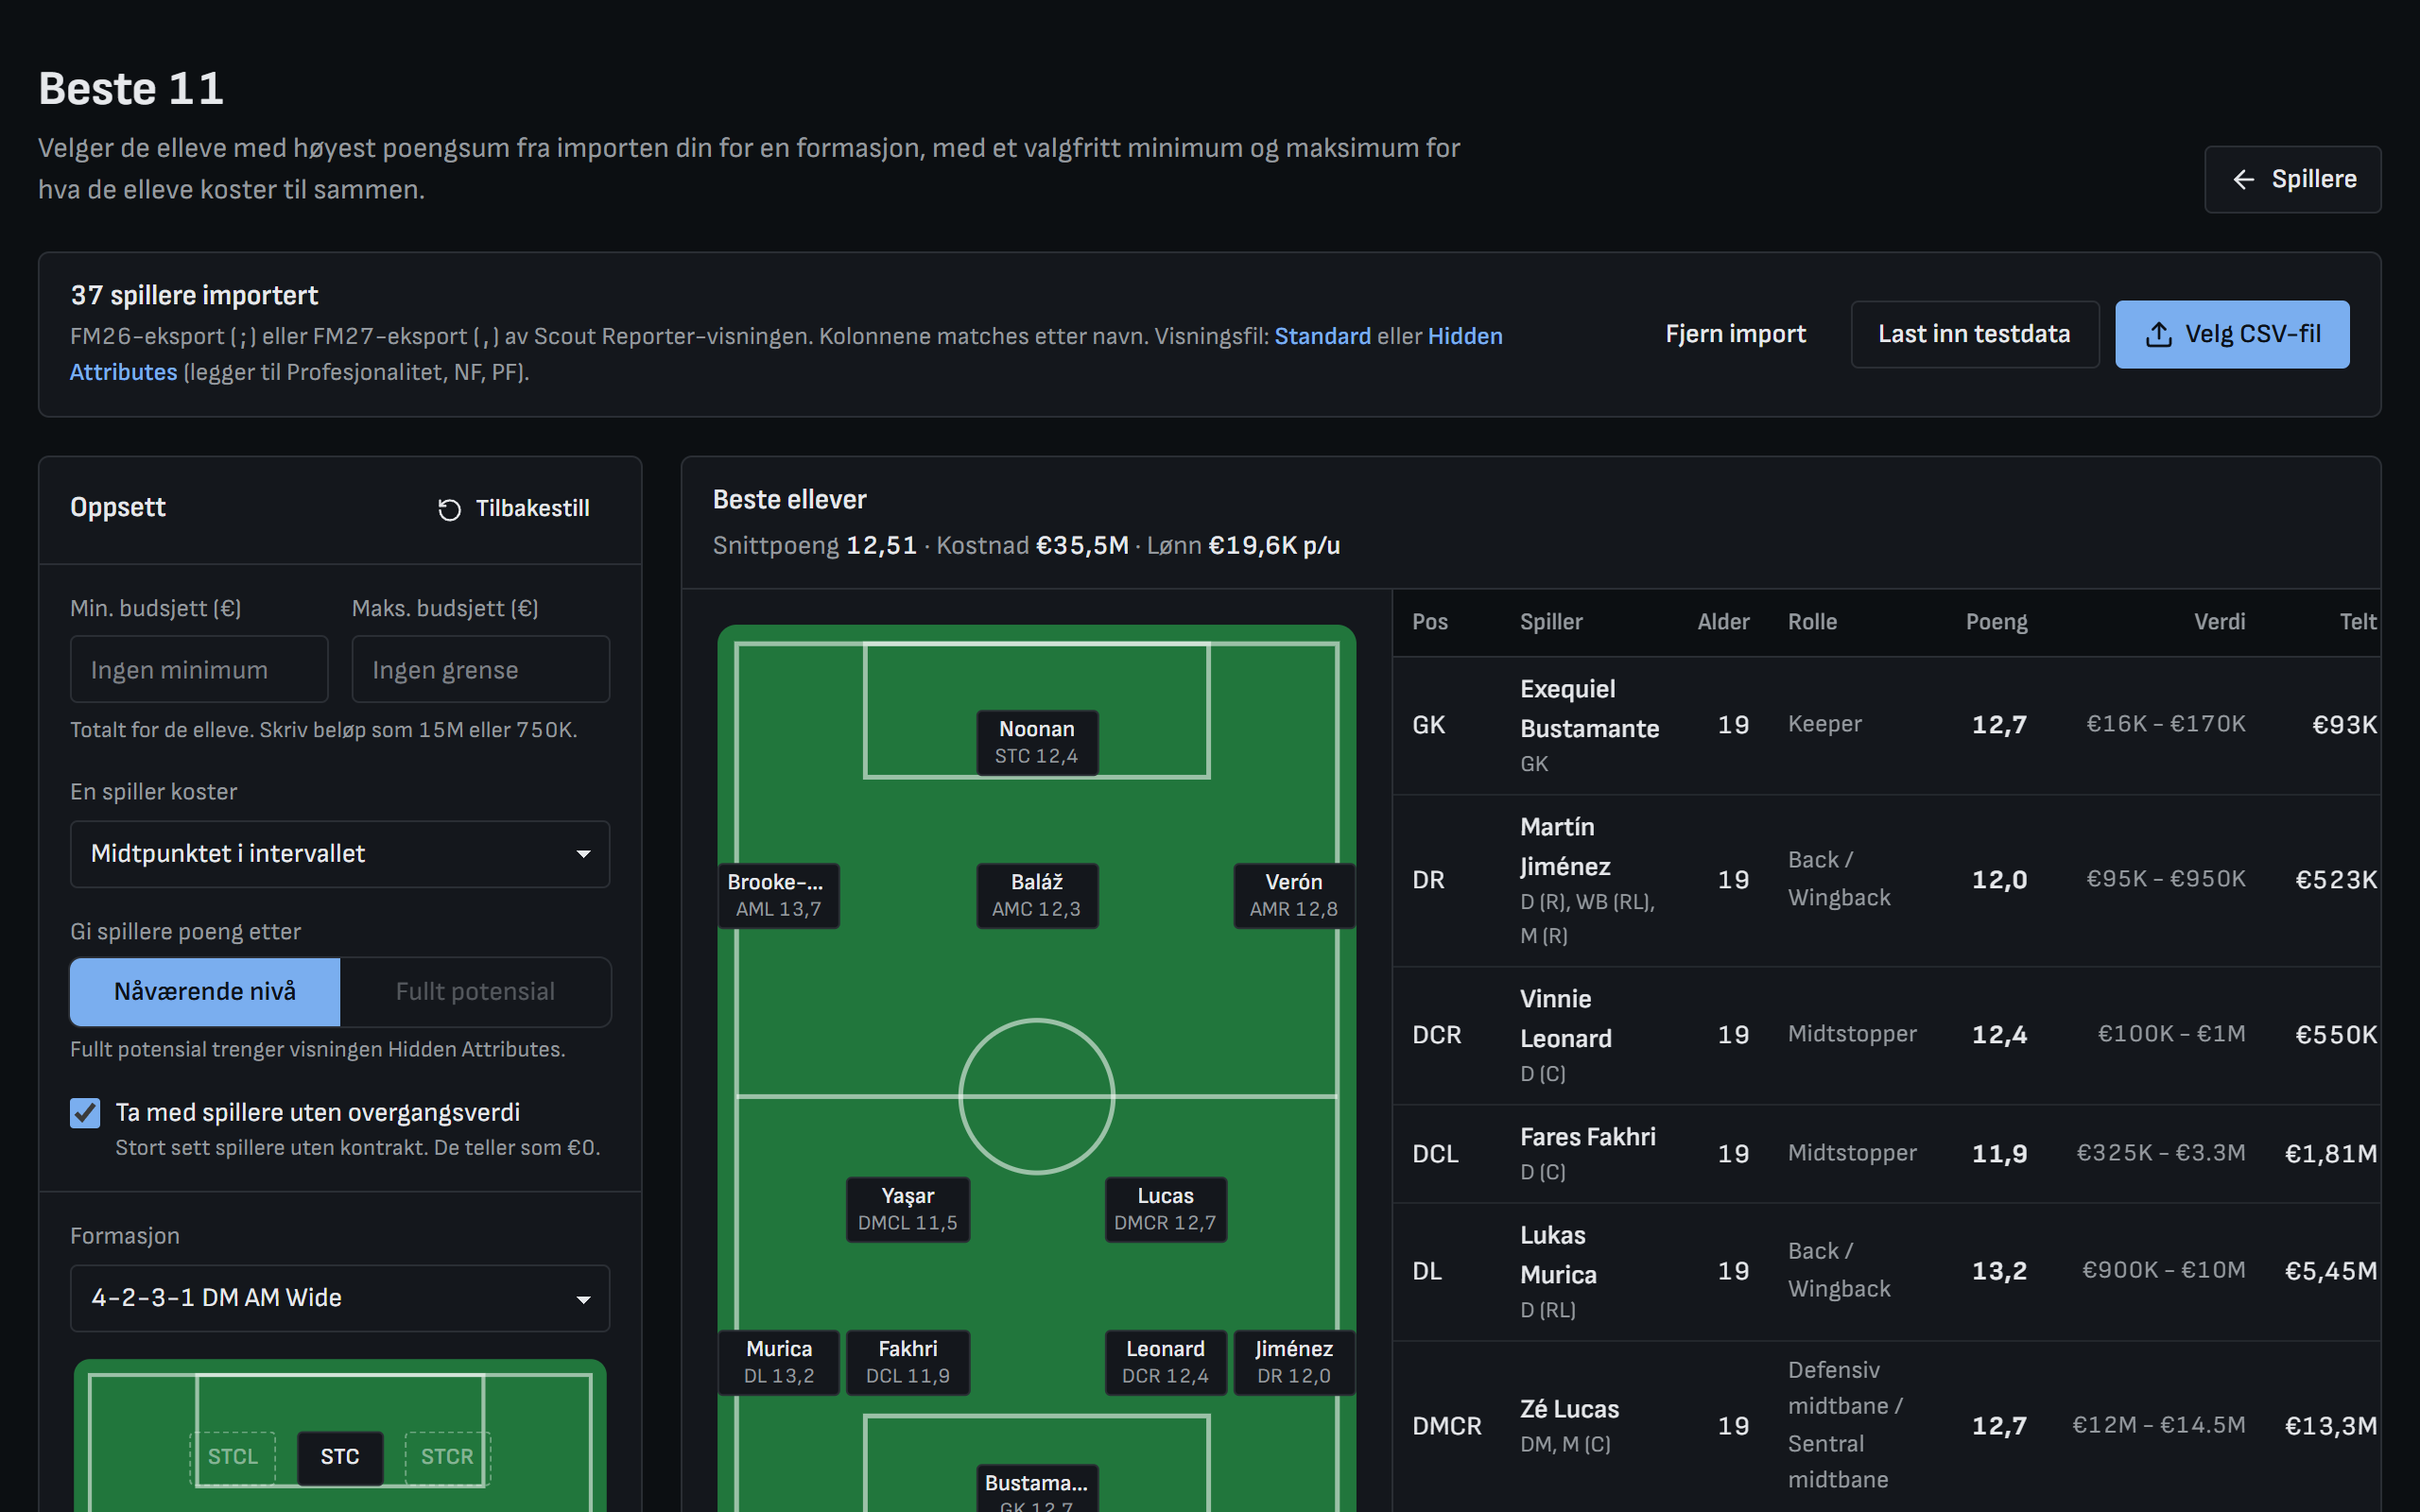 Beste 11
Velger de elleve med høyest poengsum fra importen din for en formasjon, med et valgfritt minimum og maksimum for
hva de elleve koster til sammen.
Spillere
37 spillere importert
FM26-eksport (;) eller FM27-eksport (,) av Scout Reporter-visningen. Kolonnene matches etter navn. Visningsfil: Standard eller Hidden
Attributes (legger til Profesjonalitet, NF, PF).
Fjern import
Last inn testdata
Velg CSV-fil
Oppsett
Tilbakestill
Min. budsjett (€)
Maks. budsjett (€)
Ingen minimum
Ingen grense
Totalt for de elleve. Skriv beløp som 15M eller 750K.
En spiller koster
Midtpunktet i intervallet
Gi spillere poeng etter
Nåværende nivå
Fullt potensial
Fullt potensial trenger visningen Hidden Attributes.
Ta med spillere uten overgangsverdi
Stort sett spillere uten kontrakt. De teller som €0.
Formasjon
4-2-3-1 DM AM Wide
STCL
STC
STCR
Beste ellever
Snittpoeng 12,51 · Kostnad €35,5M · Lønn €19,6K p/u
Noonan
STC 12,4
Brooke-...
AML 13,7
Baláž
AMC 12,3
Verón
AMR 12,8
Yaşar
DMCL 11,5
Lucas
DMCR 12,7
Murica
DL 13,2
Fakhri
DCL 11,9
Leonard
DCR 12,4
Jiménez
DR 12,0
Bustama...
GK 12,7
Pos Spiller Alder Rolle Poeng Verdi Telt
GK
Exequiel
Bustamante
GK
19
Keeper
12,7
€16K – €170K
€93K
DR
Martín
Jiménez
D (R), WB (RL),
M (R)
19
Back /
Wingback
12,0
€95K – €950K
€523K
DCR
Vinnie
Leonard
D (C)
19
Midtstopper
12,4
€100K – €1M
€550K
DCL
Fares Fakhri
D (C)
19
Midtstopper
11,9
€325K – €3.3M
€1,81M
DL
Lukas
Murica
D (RL)
19
Back /
Wingback
13,2
€900K – €10M
€5,45M
DMCR
Zé Lucas
DM, M (C)
19
Defensiv
midtbane /
Sentral
midtbane
12,7
€12M – €14.5M
€13,3M